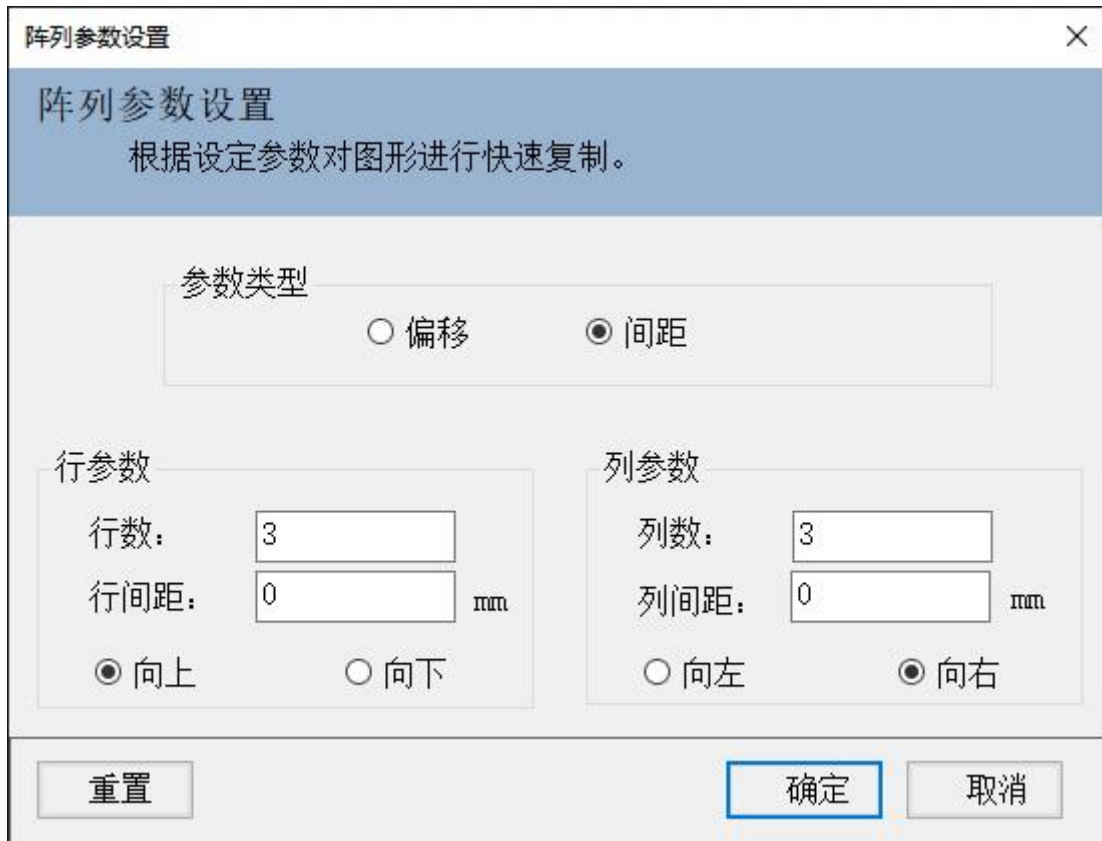 阵列参数设置
阵列参数设置
根据设定参数对图形进行快速复制。
参数类型
偏移 间距
行参数 列参数
行数： 3 列数： 3
行间距： 0 mm 列间距： 0 mm
向上 向下 向左 向右
重置 确定 取消